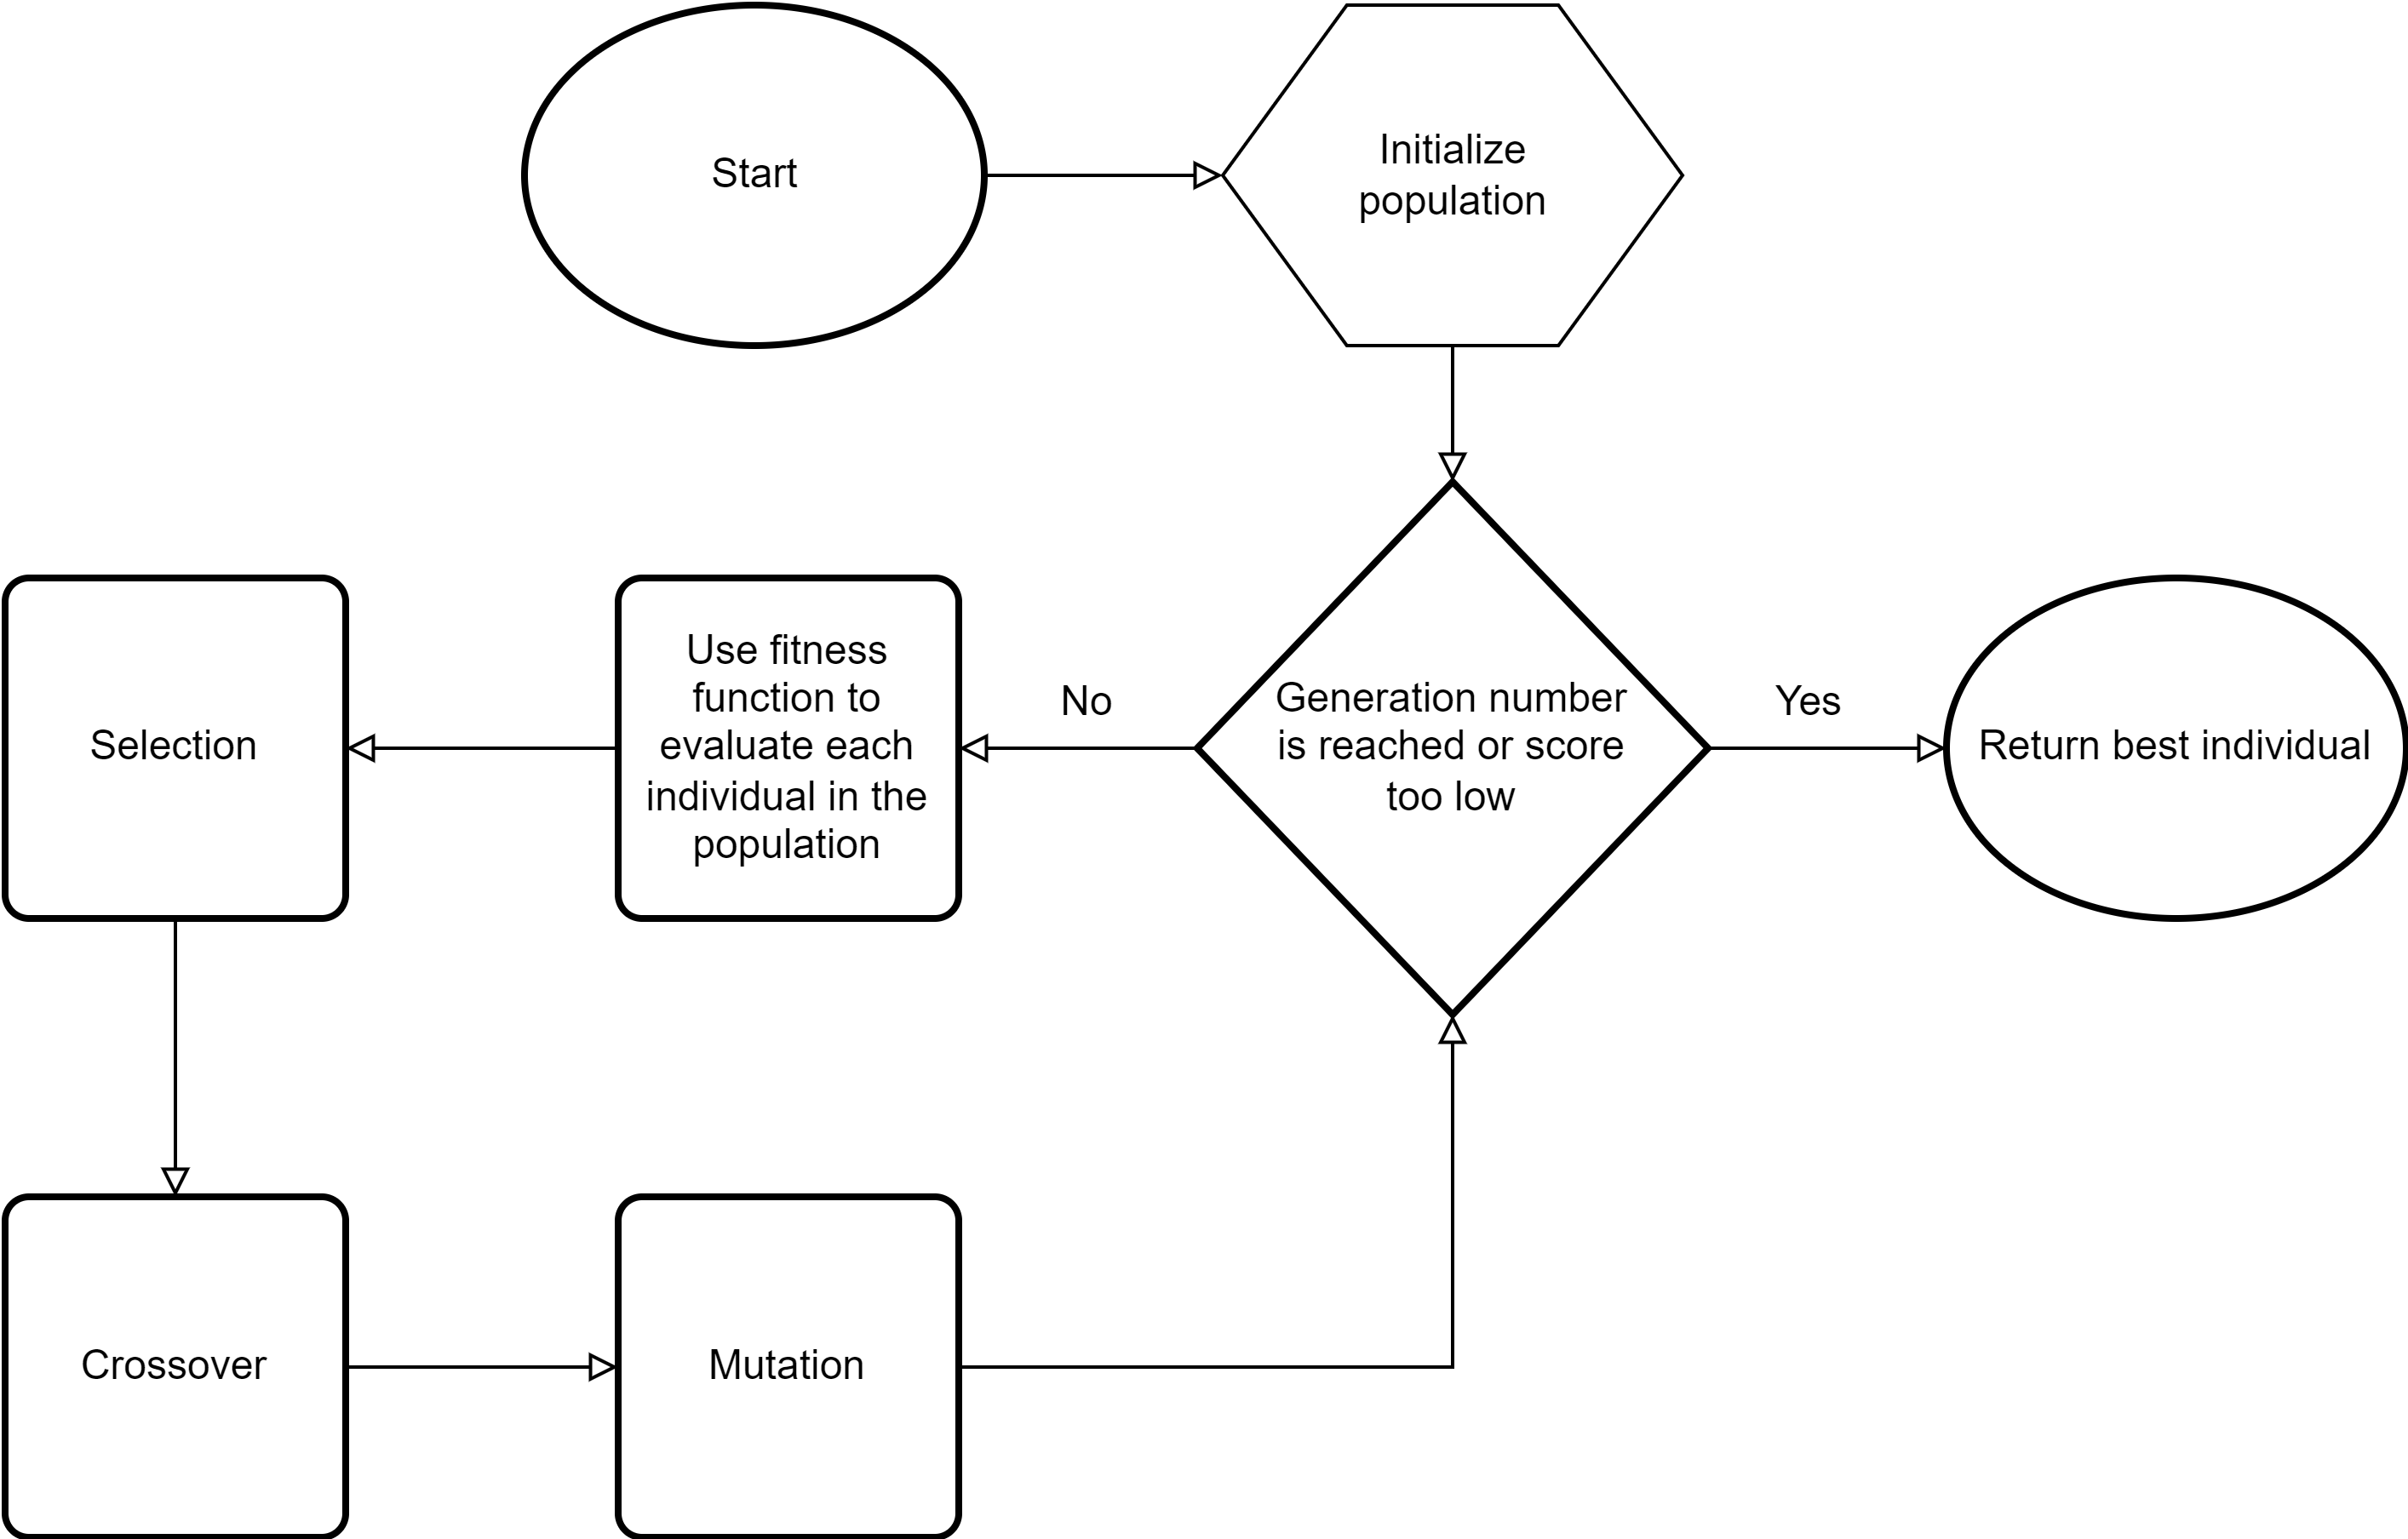 Start
Initialize
population
Selection
Use fitness
function to
evaluate each
individual in the
population
No
Generation number
is reached or score
too low
Yes
Return best individual
Crossover
Mutation